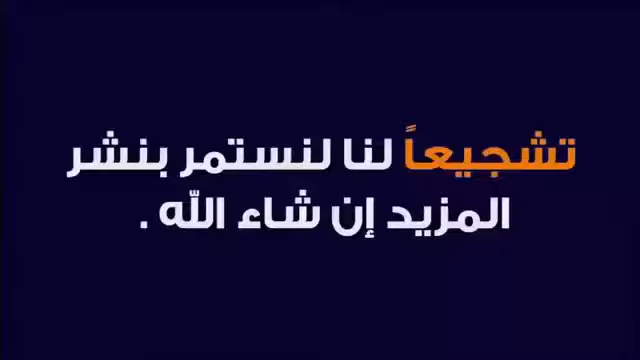 تشجيعاً لنا لنستمر بنشر
المزيد إن شاء الله .